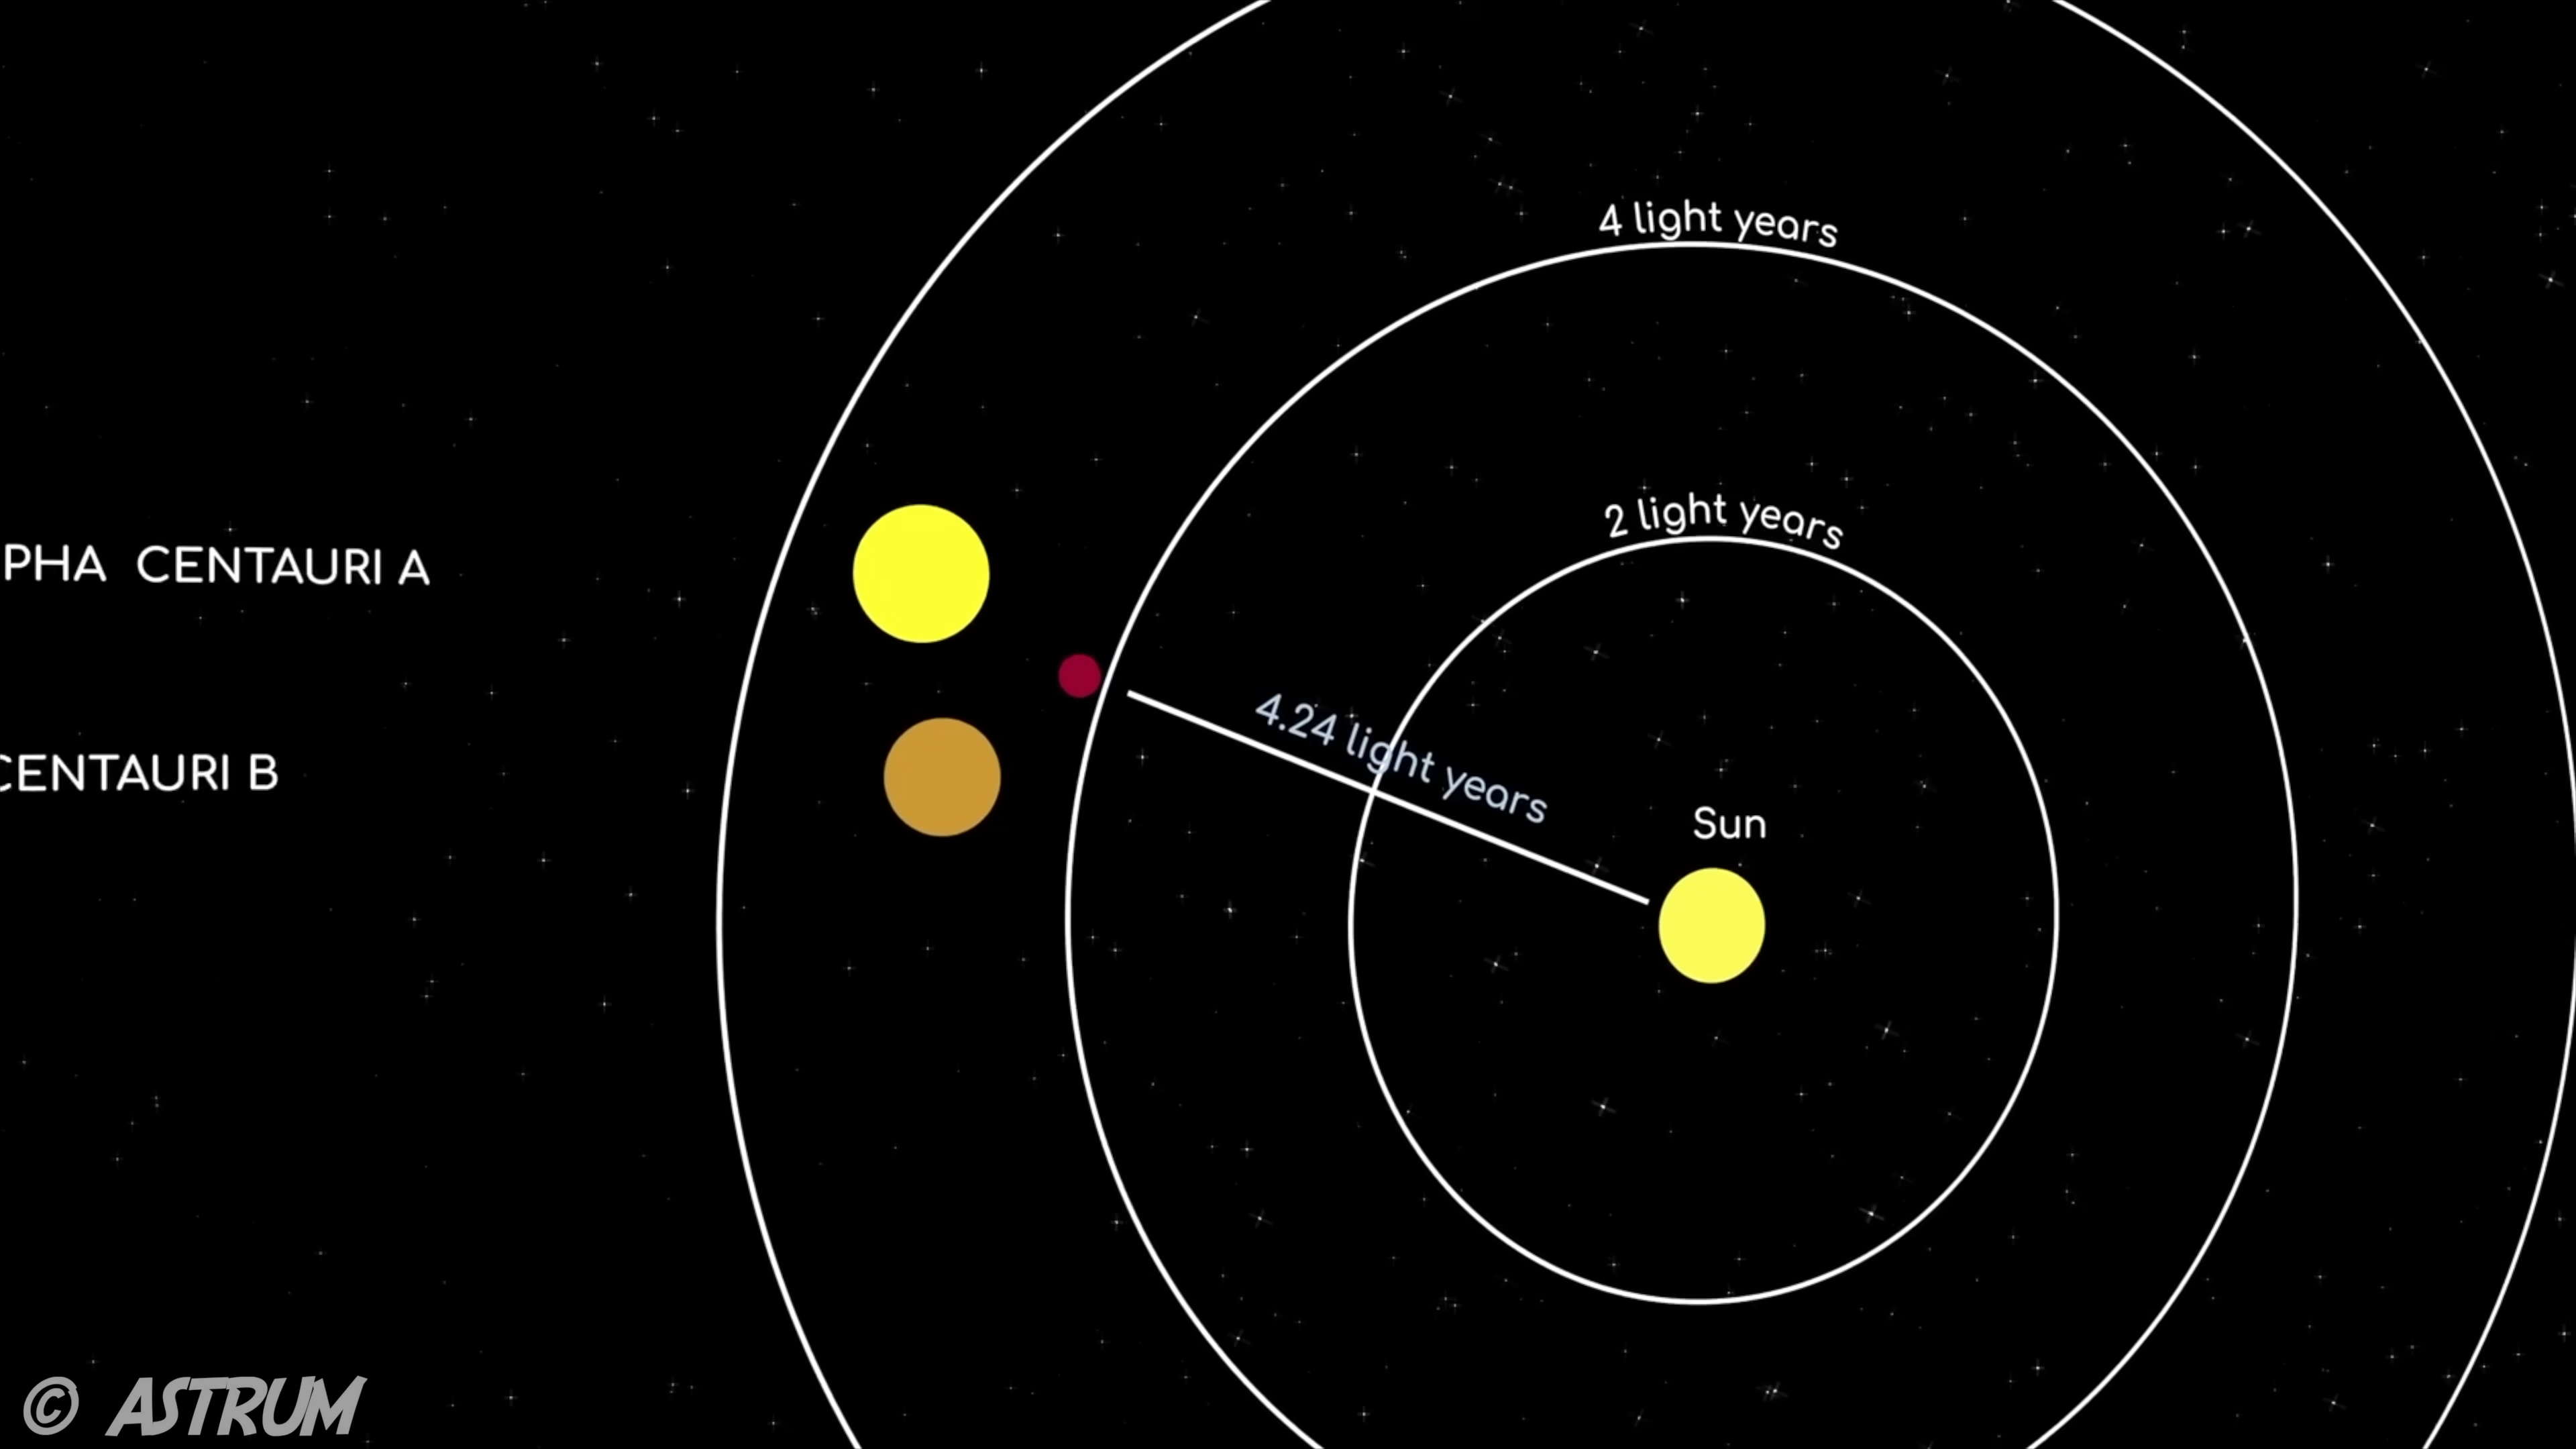 4 light years
2 light years
PHA CENTAURI A
4.24 light years
CENTAURI B
Sun
© ASTRUM